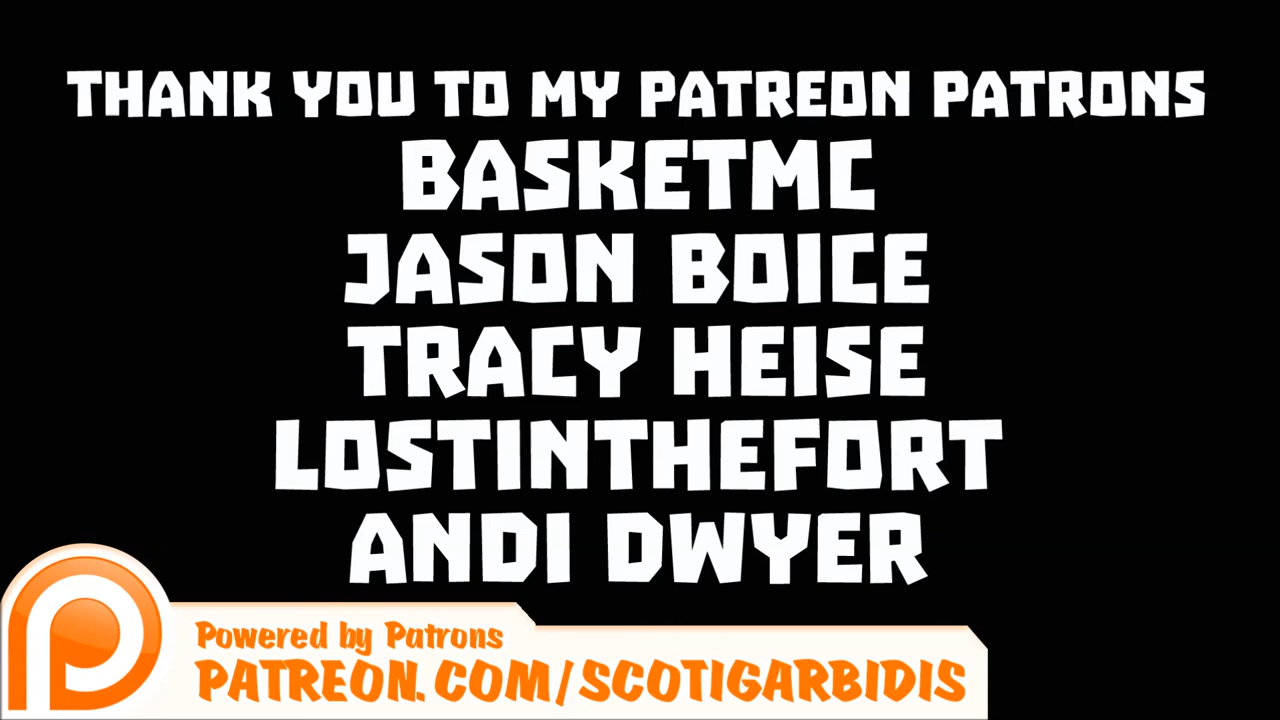 THANK YOU TO MY PATREON PATRONS
BASKETMC
JASON BOICE
TRACY HEISE
LOSTINTHEFORT
ANDI DWYER
Powered by Patrons
PATREON.COM/SCOTIGARBIDIS